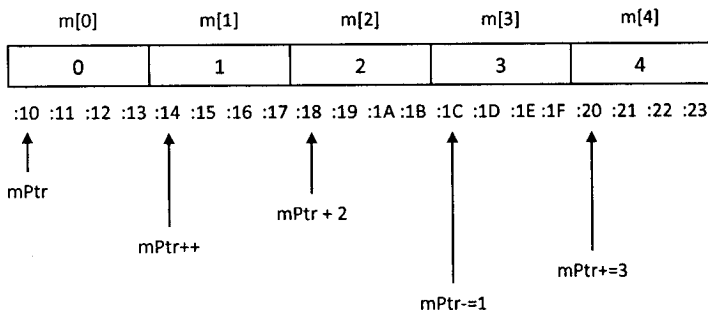 m[0] m[1] m[2] m[3] m[4]
0 1 2 3 4
:10 :11 :12 :13 :14 :15 :16 :17 :18 :19 :1A :1B :1C :1D :1E :1F :20 :21 :22 :23
mPtr
mPtr + 2
mPtr++
mPtr+=3
mPtr-=1